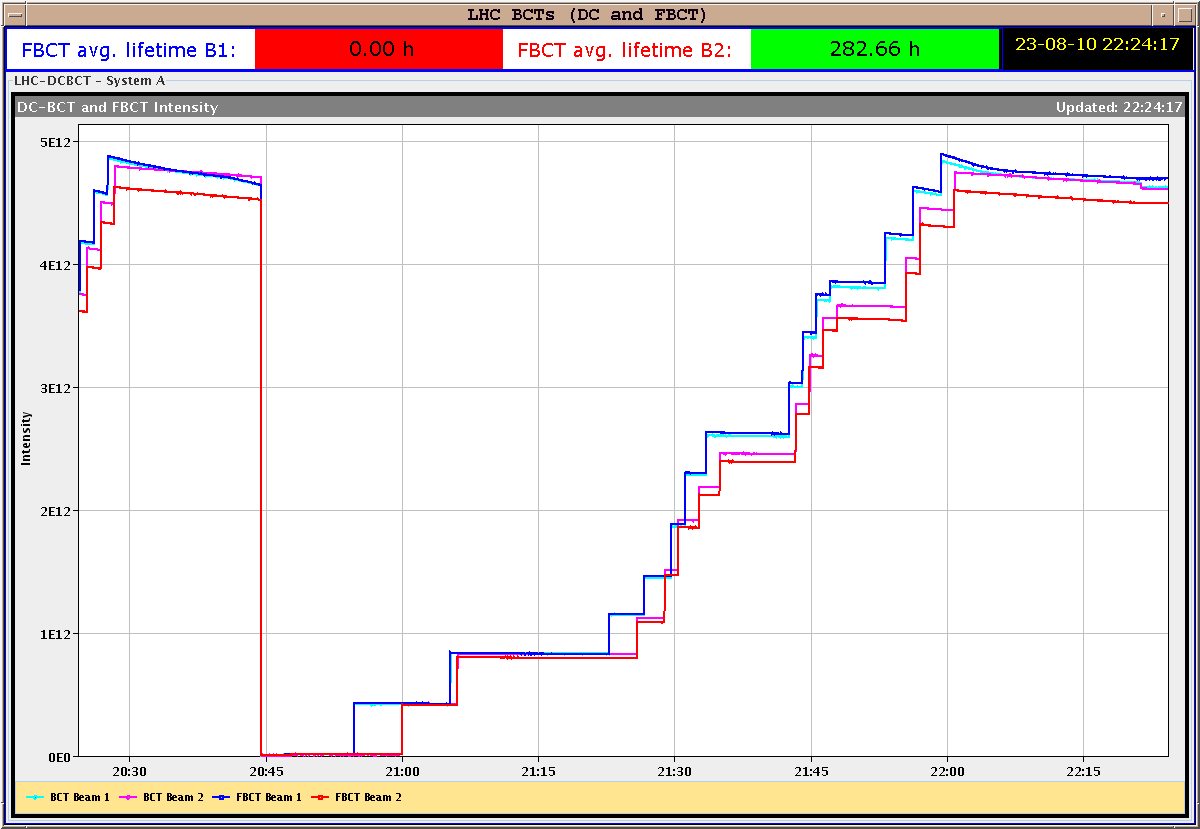 LHC BCTs (DC and FBCT)
FBCT avg. lifetime B1: 0.00 h FBCT avg. lifetime B2: 282.66 h 23-08-10 22:24:17
LHC-DCBCT - System A
DC-BCT and FBCT Intensity Updated: 22:24:17
5E12
4E12
3E12
Intensity
2E12
1E12
0E0
20:30 20:45 21:00 21:15 21:30 21:45 22:00 22:15
BCT Beam 1 BCT Beam 2 FBCT Beam 1 FBCT Beam 2